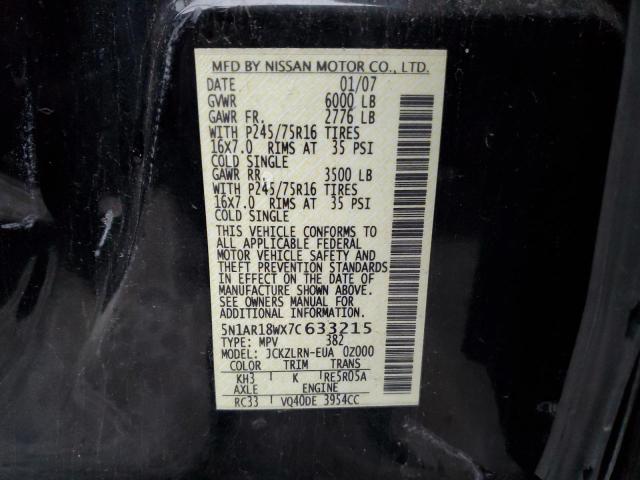 MFD BY NISSAN MOTOR CO., LTD.
DATE 01/07
GVWR 6000 LB
GAWR FR. 2776 LB
WITH P245/75R16 TIRES
16X7.0 RIMS AT 35 PSI
COLD SINGLE
GAWR RR. 3500 LB
WITH P245/75R16 TIRES
16X7.0 RIMS AT 35 PSI
COLD SINGLE
THIS VEHICLE CONFORMS TO
ALL APPLICABLE FEDERAL
MOTOR VEHICLE SAFETY AND
THEFT PREVENTION STANDARDS
IN EFFECT ON THE DATE OF
MANUFACTURE SHOWN ABOVE.
SEE OWNERS MANUAL FOR
ADDITIONAL INFORMATION.
5N1AR18WX7C633215
TYPE: MPV 382
MODEL: JCKZLRN-EUA 0Z000
COLOR TRIM TRANS
KH3 K RE5R05A
AXLE ENGINE
RC33 VQ40DE 3954CC